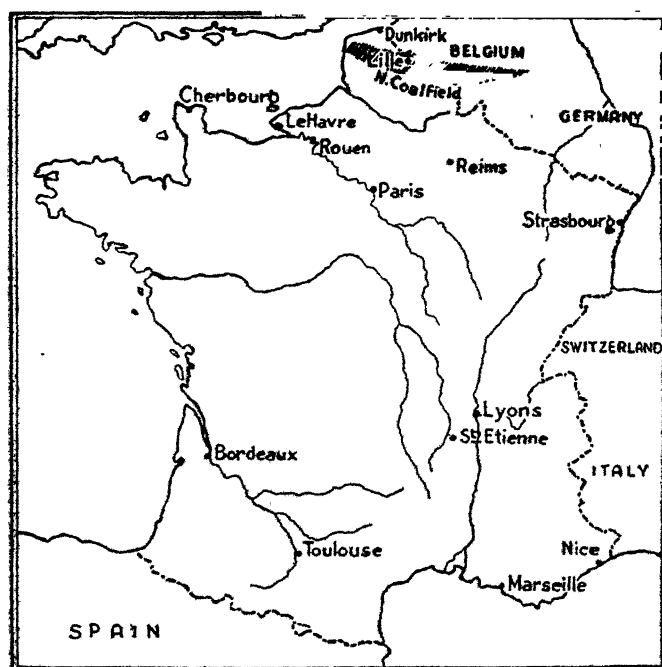 Dunkirk
BELGIUM
Lille
N. Coalfield
Cherbourg
GERMANY
Le Havre
Rouen
Reims
Paris
Strasbourg
SWITZERLAND
Lyons
St Etienne
Bordeaux
ITALY
Toulouse
Nice
Marseille
SPAIN